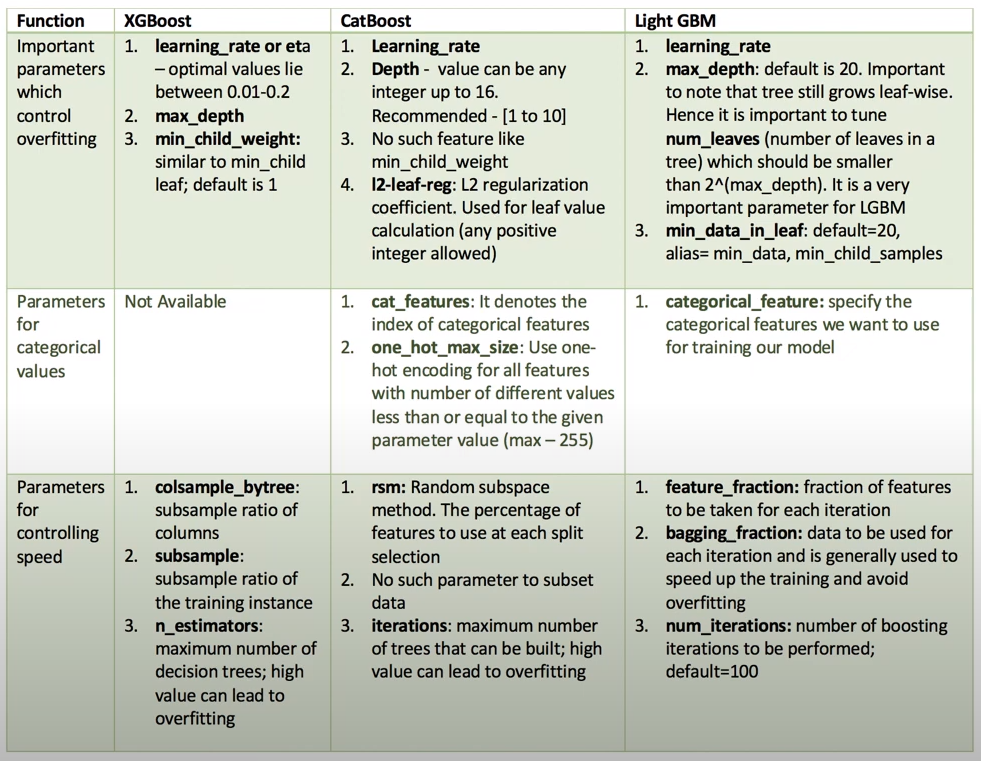 Function
XGBoost
CatBoost
Light GBM
Important
parameters
which
control
overfitting
1. learning_rate or eta
– optimal values lie
between 0.01-0.2
2. max_depth
3. min_child_weight:
similar to min_child
leaf; default is 1
1. Learning_rate
2. Depth - value can be any
integer up to 16.
Recommended - [1 to 10]
3. No such feature like
min_child_weight
4. l2-leaf-reg: L2 regularization
coefficient. Used for leaf value
calculation (any positive
integer allowed)
1. learning_rate
2. max_depth: default is 20. Important
to note that tree still grows leaf-wise.
Hence it is important to tune
num_leaves (number of leaves in a
tree) which should be smaller
than 2^(max_depth). It is a very
important parameter for LGBM
3. min_data_in_leaf: default=20,
alias= min_data, min_child_samples
Parameters
for
categorical
values
Not Available
1. cat_features: It denotes the
index of categorical features
2. one_hot_max_size: Use one-
hot encoding for all features
with number of different values
less than or equal to the given
parameter value (max – 255)
1. categorical_feature: specify the
categorical features we want to use
for training our model
Parameters
for
controlling
speed
1. colsample_bytree:
subsample ratio of
columns
2. subsample:
subsample ratio of
the training instance
3. n_estimators:
maximum number of
decision trees; high
value can lead to
overfitting
1. rsm: Random subspace
method. The percentage of
features to use at each split
selection
2. No such parameter to subset
data
3. iterations: maximum number
of trees that can be built; high
value can lead to overfitting
1. feature_fraction: fraction of features
to be taken for each iteration
2. bagging_fraction: data to be used for
each iteration and is generally used to
speed up the training and avoid
overfitting
3. num_iterations: number of boosting
iterations to be performed;
default=100